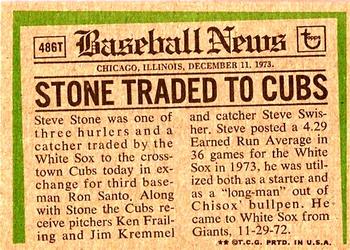 486T
Baseball News
topps
CHICAGO, ILLINOIS, DECEMBER 11, 1973.
STONE TRADED TO CUBS
Steve Stone was one of
three hurlers and a
catcher traded by the
White Sox to the cross-
town Cubs today in ex-
change for third base-
man Ron Santo. Along
with Stone the Cubs re-
ceive pitchers Ken Frail-
ing and Jim Kremmel
and catcher Steve Swis-
her. Steve posted a 4.29
Earned Run Average in
36 games for the White
Sox in 1973, he was uti-
lized both as a starter and
as "long-man" out of
Chisox' bullpen. He
came to White Sox from
Giants, 11-29-72.
** ©T.C.G. PRTD. IN U.S.A.